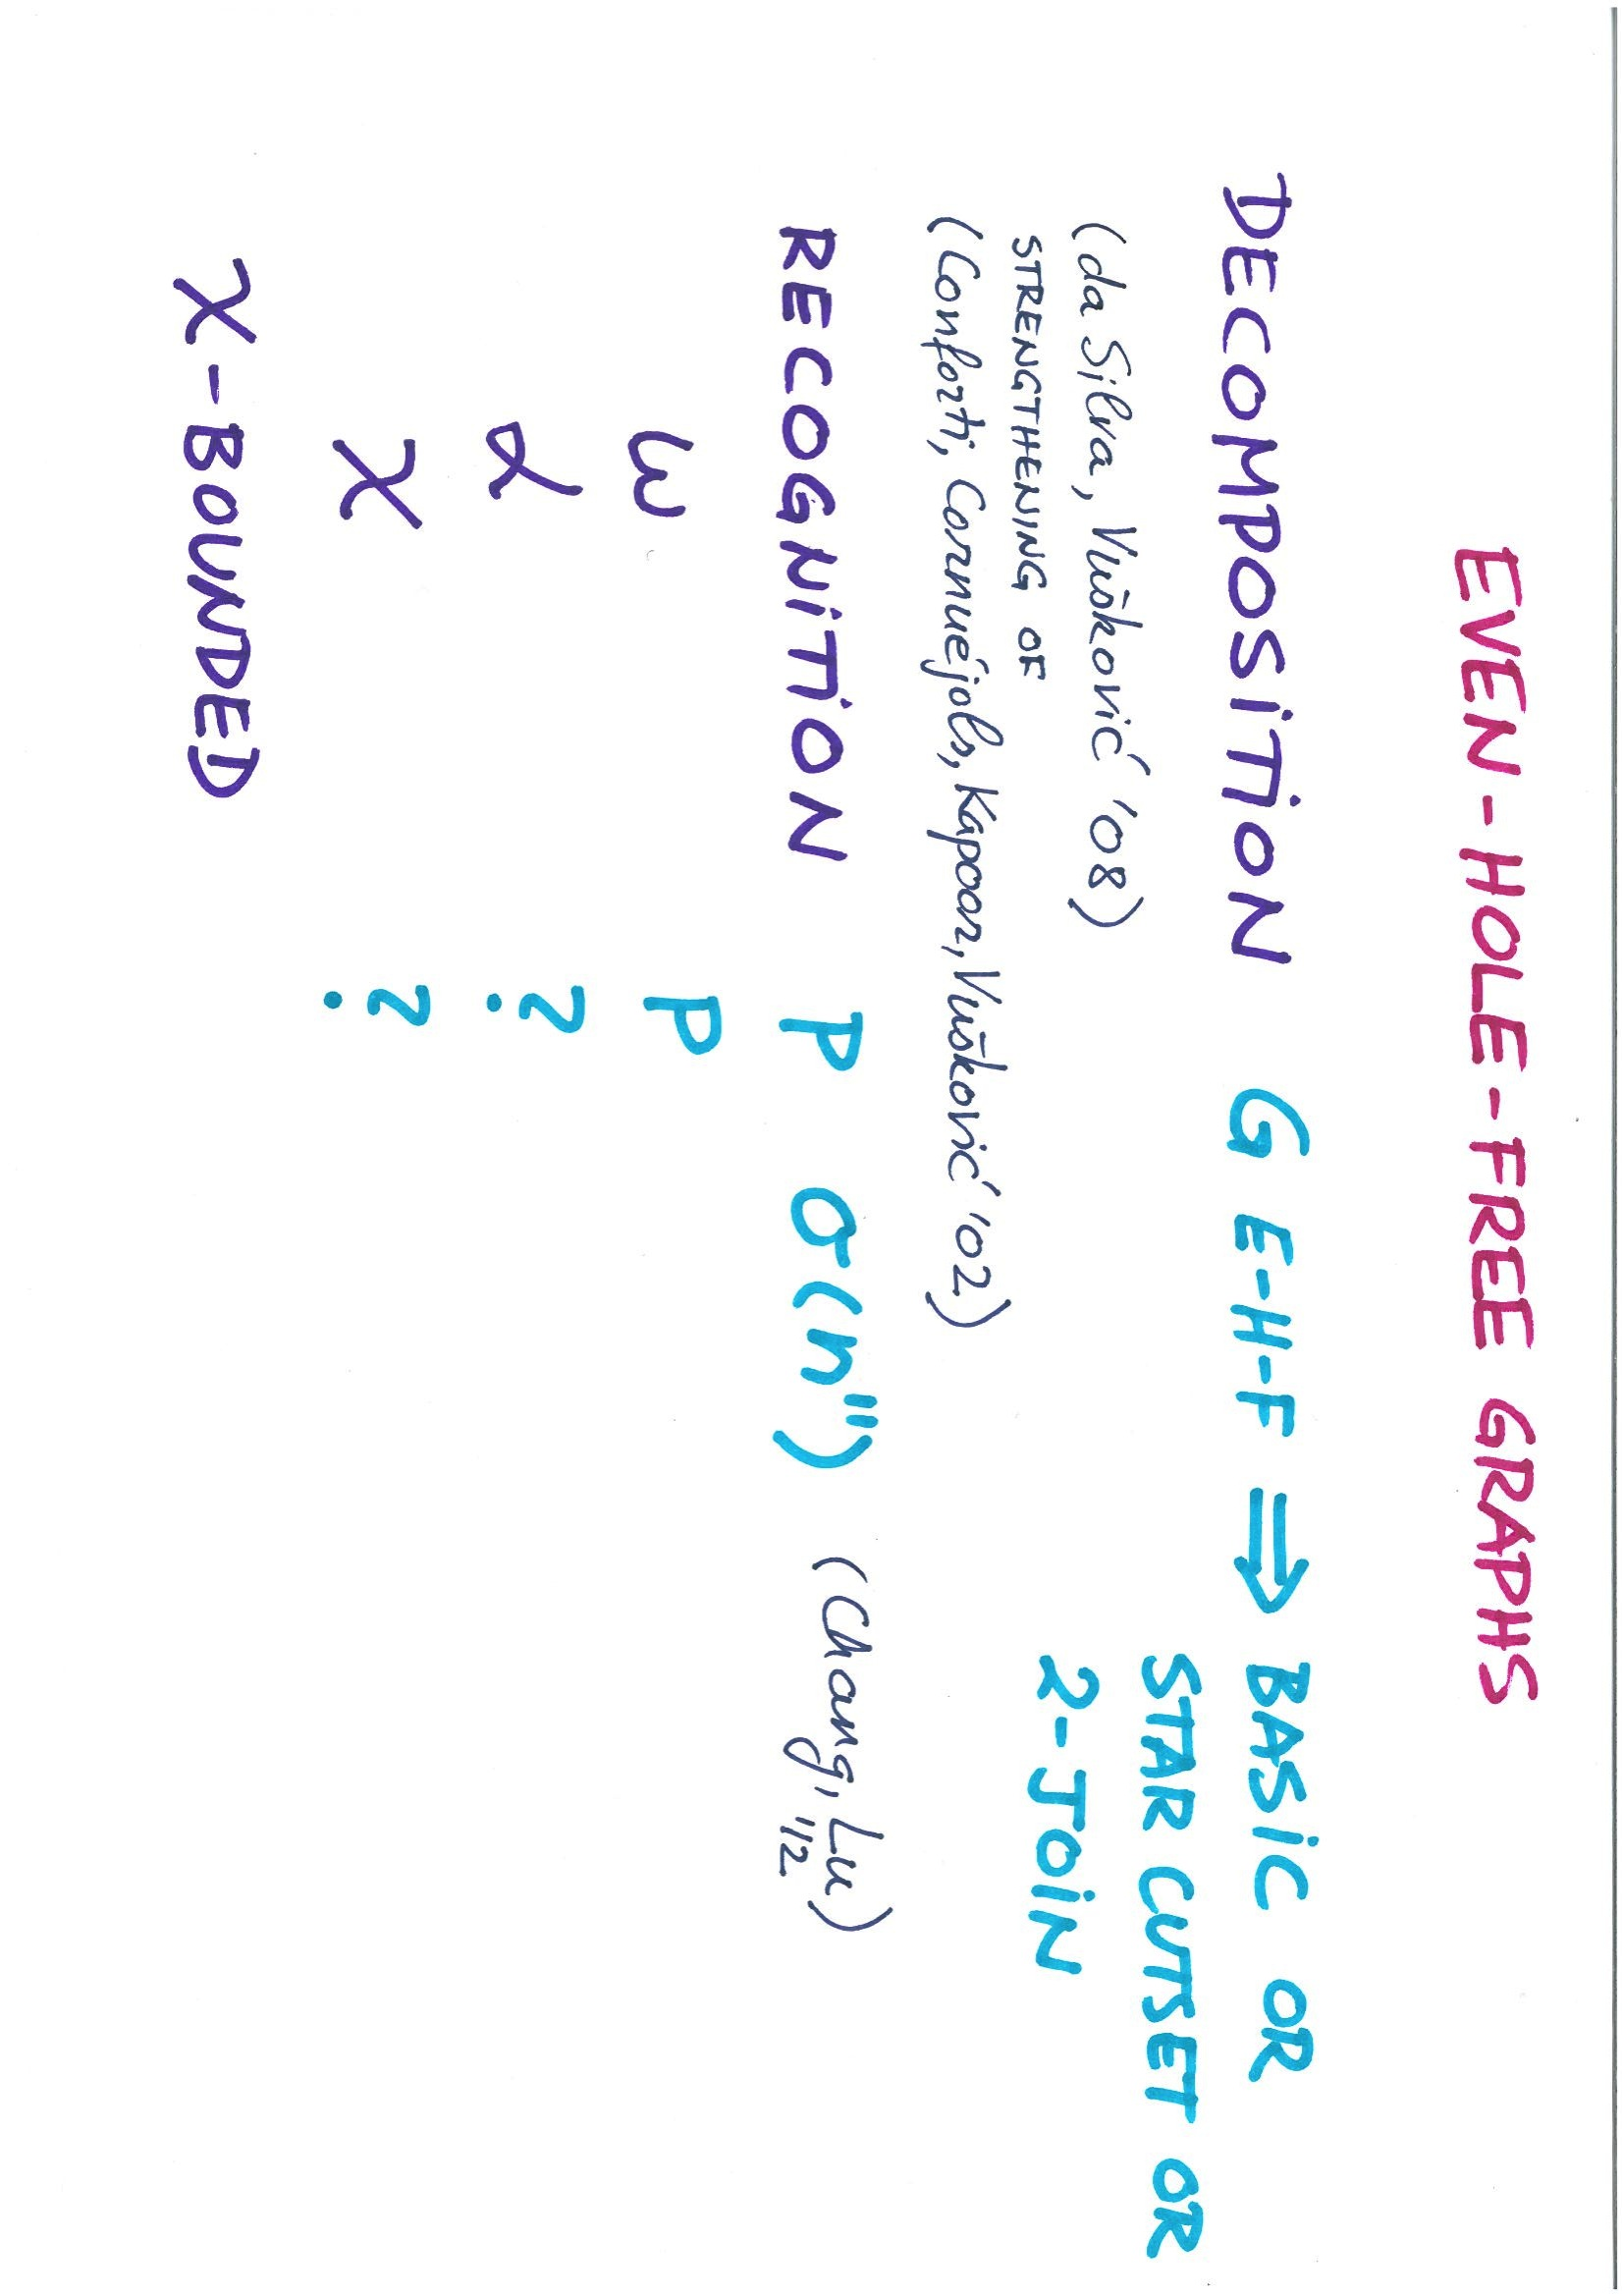 EVEN-HOLE-FREE GRAPHS
DECOMPOSITION G E-H-F ⇒ BASIC OR
(da Silva, Vušković '08) STAR CUTSET OR
STRENGTHENING OF 2-JOIN
(Conforti, Cornuéjols, Kapoor, Vušković '02)
RECOGNITION P O(n¹¹) (Chang, Lu)
'12
ω P
α ?
χ ?
χ-BOUNDED